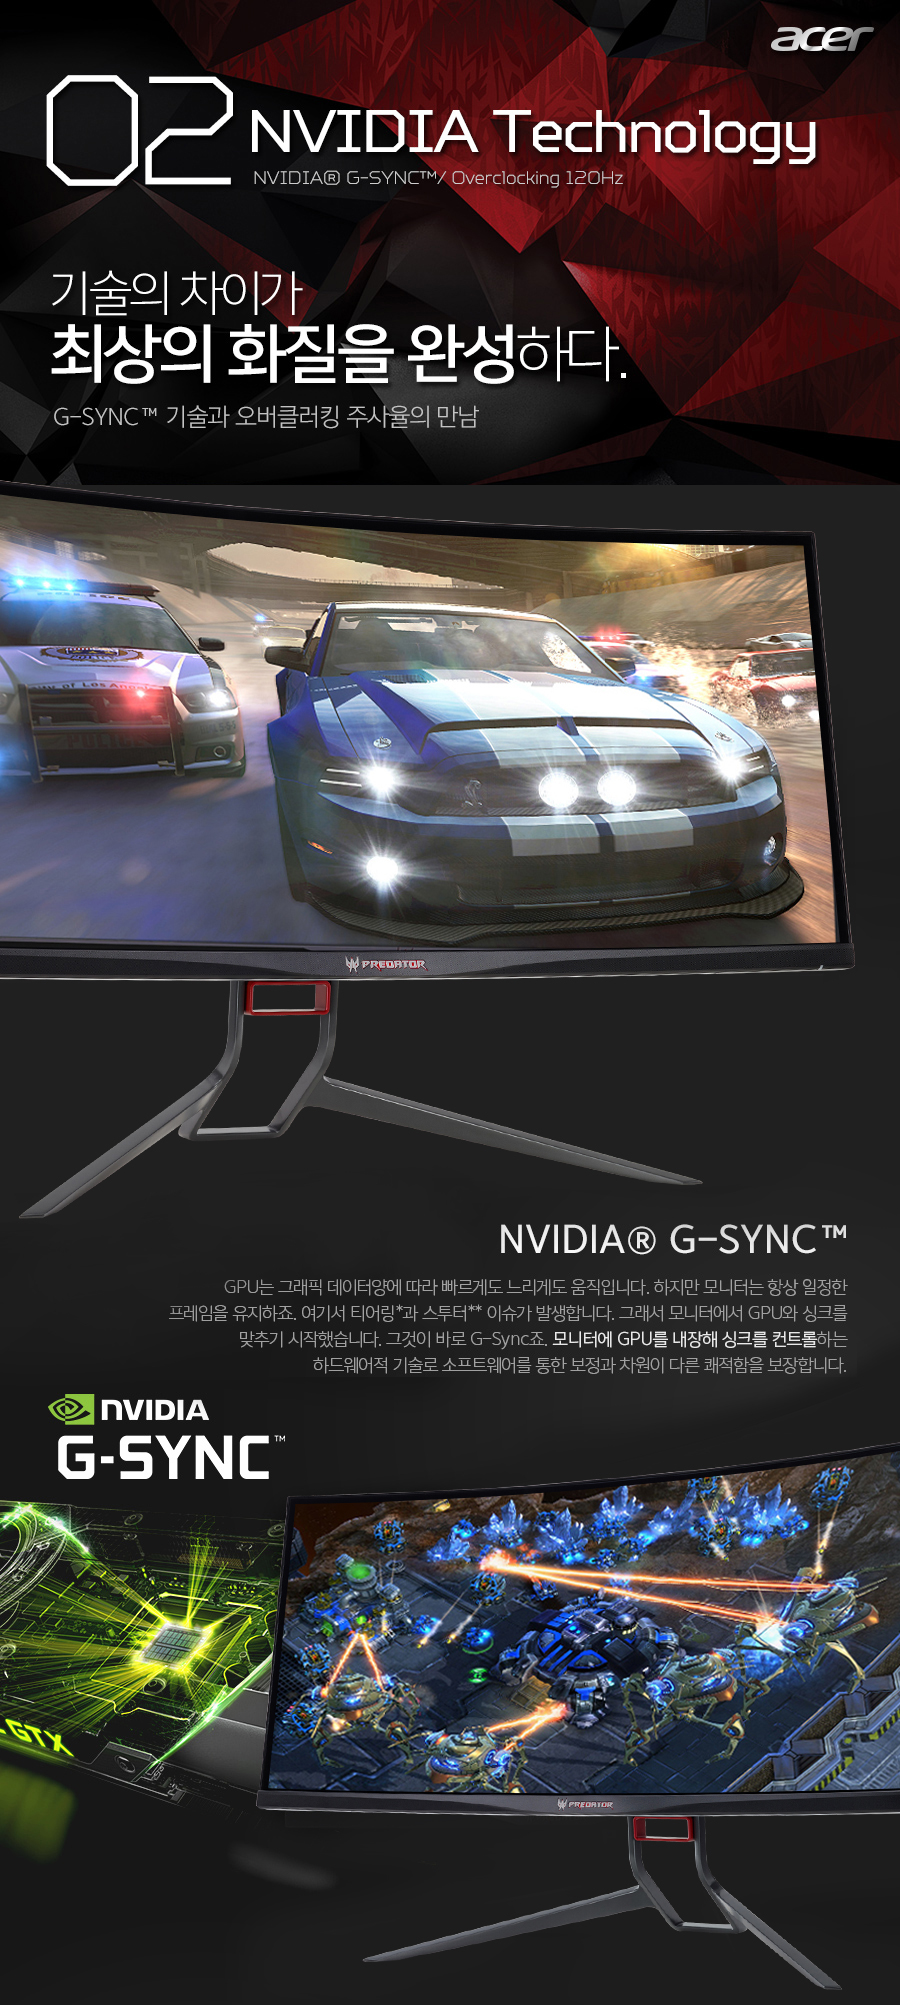 acer
02 NVIDIA Technology
NVIDIA® G-SYNC™/ Overclocking 120Hz
기술의 차이가
최상의 화질을 완성하다.
G-SYNC™ 기술과 오버클러킹 주사율의 만남
City of Los Angeles
PREDATOR
NVIDIA® G-SYNC™
GPU는 그래픽 데이터양에 따라 빠르게도 느리게도 움직입니다. 하지만 모니터는 항상 일정한
프레임을 유지하죠. 여기서 티어링*과 스투터** 이슈가 발생합니다. 그래서 모니터에서 GPU와 싱크를
맞추기 시작했습니다. 그것이 바로 G-Sync죠. 모니터에 GPU를 내장해 싱크를 컨트롤하는
하드웨어적 기술로 소프트웨어를 통한 보정과 차원이 다른 쾌적함을 보장합니다.
NVIDIA
G-SYNC™
GTX
PREDATOR